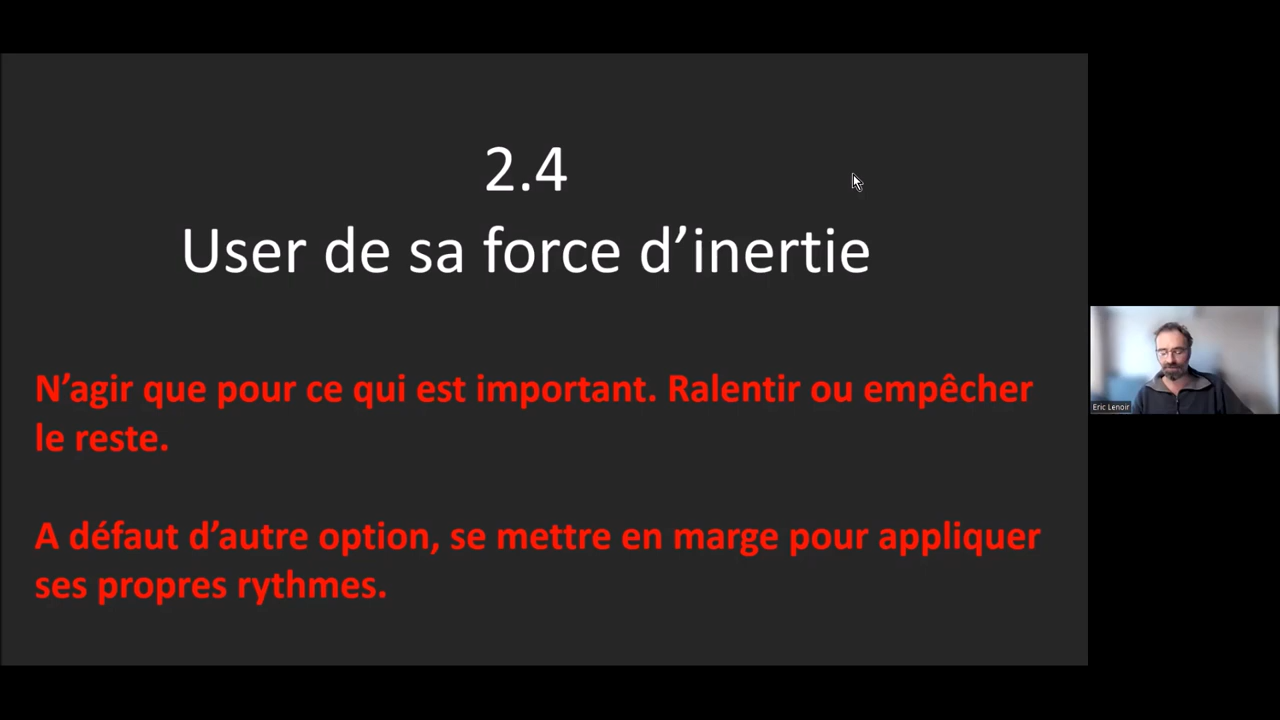 2.4
User de sa force d’inertie
N’agir que pour ce qui est important. Ralentir ou empêcher
le reste.
A défaut d’autre option, se mettre en marge pour appliquer
ses propres rythmes.
Eric Lenoir